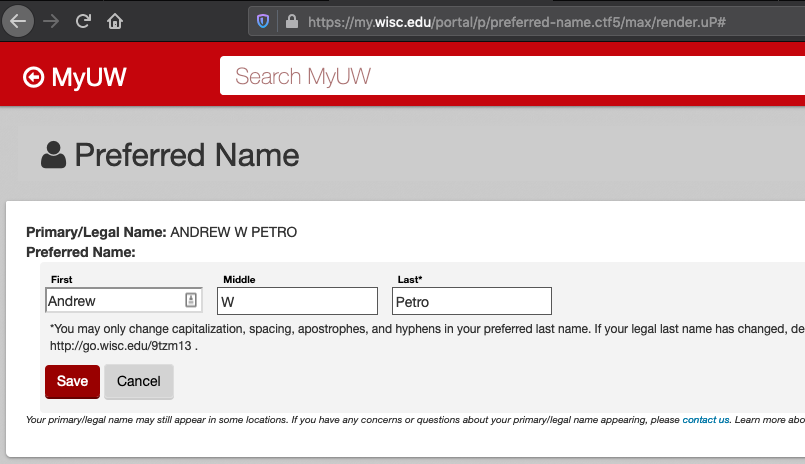 https://my.wisc.edu/portal/p/preferred-name.ctf5/max/render.uP#
MyUW
Search MyUW
Preferred Name
Primary/Legal Name: ANDREW W PETRO
Preferred Name:
First Middle Last*
Andrew W Petro
*You may only change capitalization, spacing, apostrophes, and hyphens in your preferred last name. If your legal last name has changed, de
http://go.wisc.edu/9tzm13 .
Save Cancel
Your primary/legal name may still appear in some locations. If you have any concerns or questions about your primary/legal name appearing, please contact us. Learn more abo